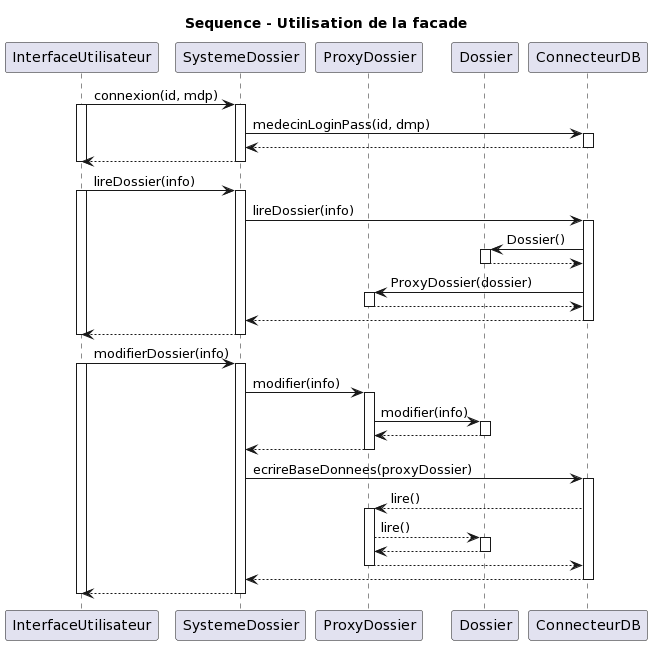 Sequence - Utilisation de la facade
InterfaceUtilisateur SystemeDossier ProxyDossier Dossier ConnecteurDB
connexion(id, mdp)
medecinLoginPass(id, dmp)
lireDossier(info)
lireDossier(info)
Dossier()
ProxyDossier(dossier)
modifierDossier(info)
modifier(info)
modifier(info)
ecrireBaseDonnees(proxyDossier)
lire()
lire()
InterfaceUtilisateur SystemeDossier ProxyDossier Dossier ConnecteurDB